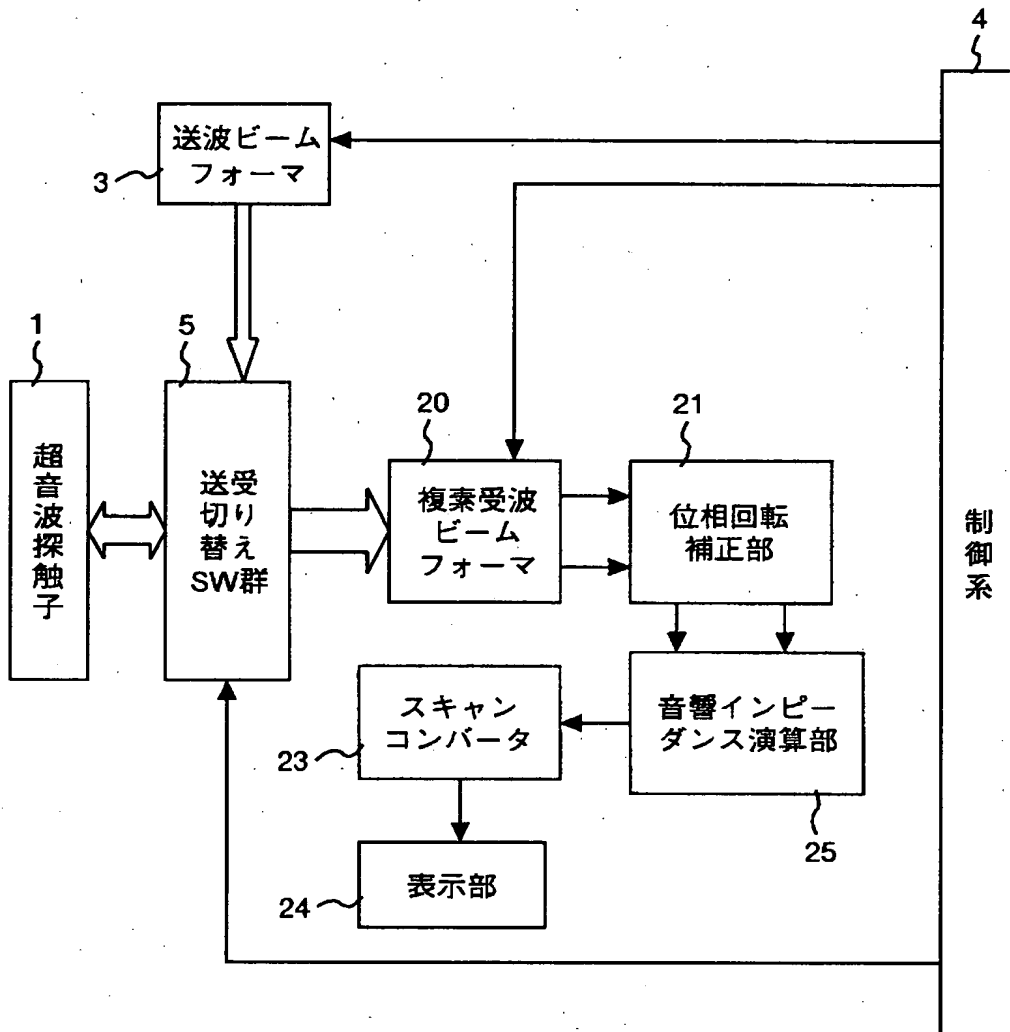 4
送波ビーム
フォーマ
3
1
5
20
21
超音波探触子
送受
切り
替え
SW群
複素受波
ビーム
フォーマ
位相回転
補正部
制御系
スキャン
コンバータ
23
音響インピー
ダンス演算部
25
表示部
24